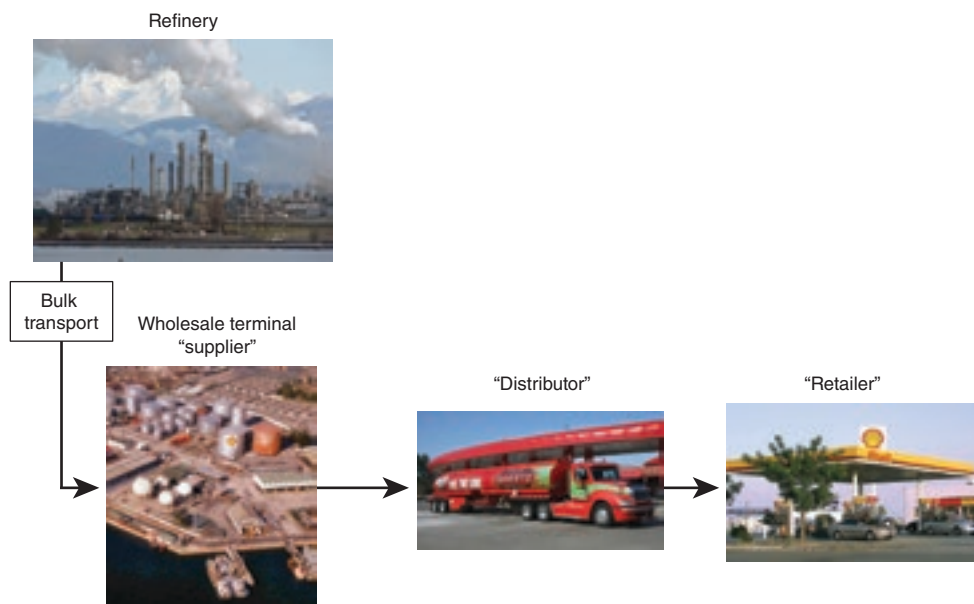 Refinery
Bulk
transport
Wholesale terminal
“supplier”
“Distributor”
“Retailer”